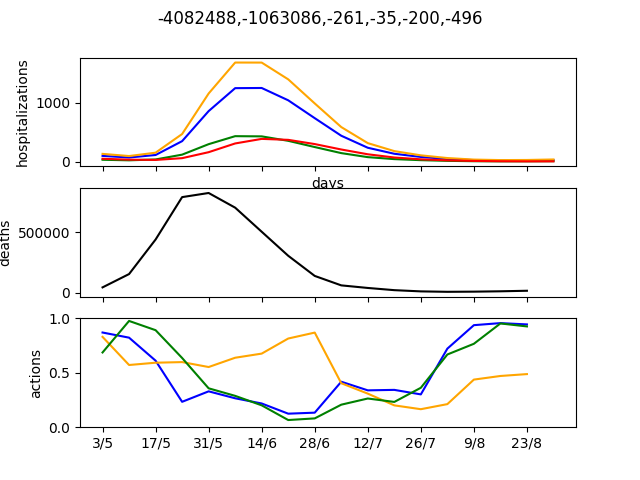 -4082488,-1063086,-261,-35,-200,-496
hospitalizations
1000
0
days
deaths
500000
0
actions
1.0
0.5
0.0
3/5 17/5 31/5 14/6 28/6 12/7 26/7 9/8 23/8